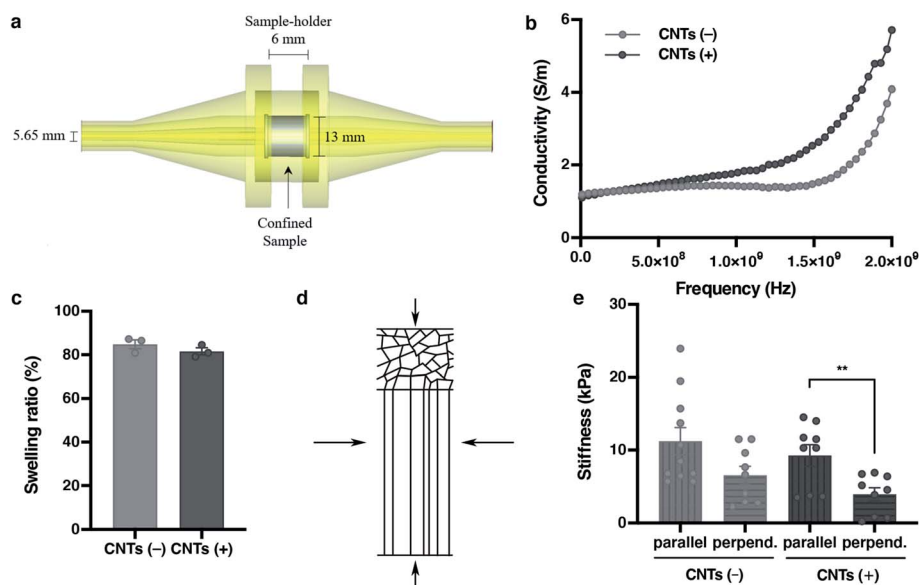 a
Sample-holder
6 mm
5.65 mm
13 mm
Confined
Sample
b
CNTs (–)
CNTs (+)
Conductivity (S/m)
6
4
2
0
0.0
5.0×10⁸
1.0×10⁹
1.5×10⁹
2.0×10⁹
Frequency (Hz)
c
Swelling ratio (%)
100
80
60
40
20
0
CNTs (–) CNTs (+)
d
e
Stiffness (kPa)
30
20
10
0
**
parallel perpend. parallel perpend.
CNTs (–) CNTs (+)